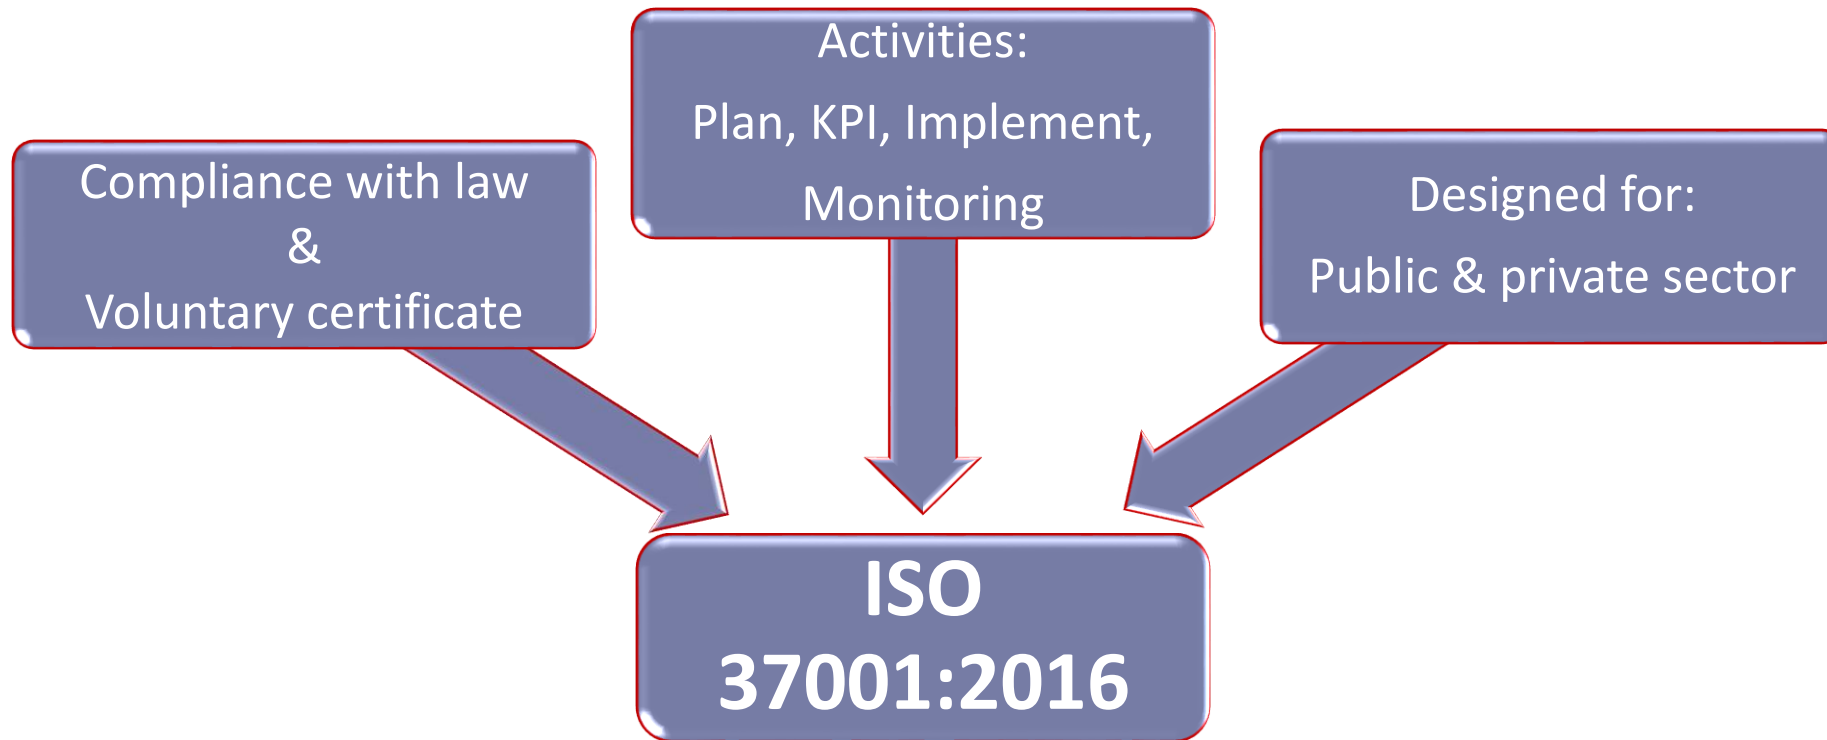 Compliance with law
&
Voluntary certificate
Activities:
Plan, KPI, Implement,
Monitoring
Designed for:
Public & private sector
ISO
37001:2016